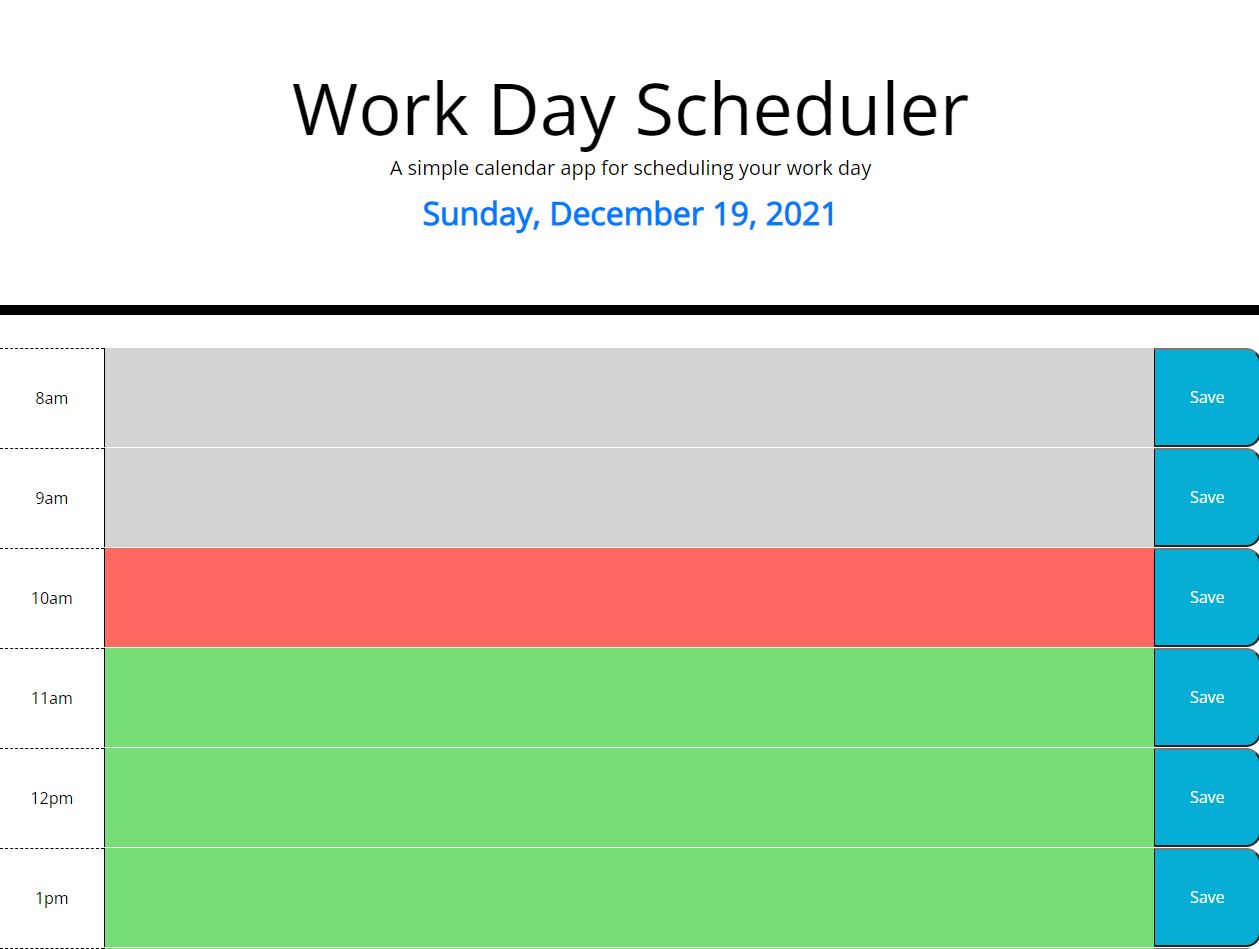 Work Day Scheduler
A simple calendar app for scheduling your work day
Sunday, December 19, 2021
8am Save
9am Save
10am Save
11am Save
12pm Save
1pm Save